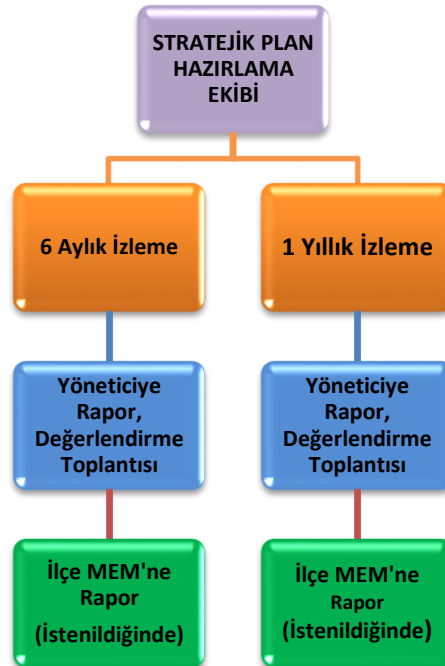 STRATEJİK PLAN
HAZIRLAMA
EKİBİ
6 Aylık İzleme
1 Yıllık İzleme
Yöneticiye
Rapor,
Değerlendirme
Toplantısı
Yöneticiye
Rapor,
Değerlendirme
Toplantısı
İlçe MEM'ne
Rapor
(İstenildiğinde)
İlçe MEM'ne
Rapor
(İstenildiğinde)